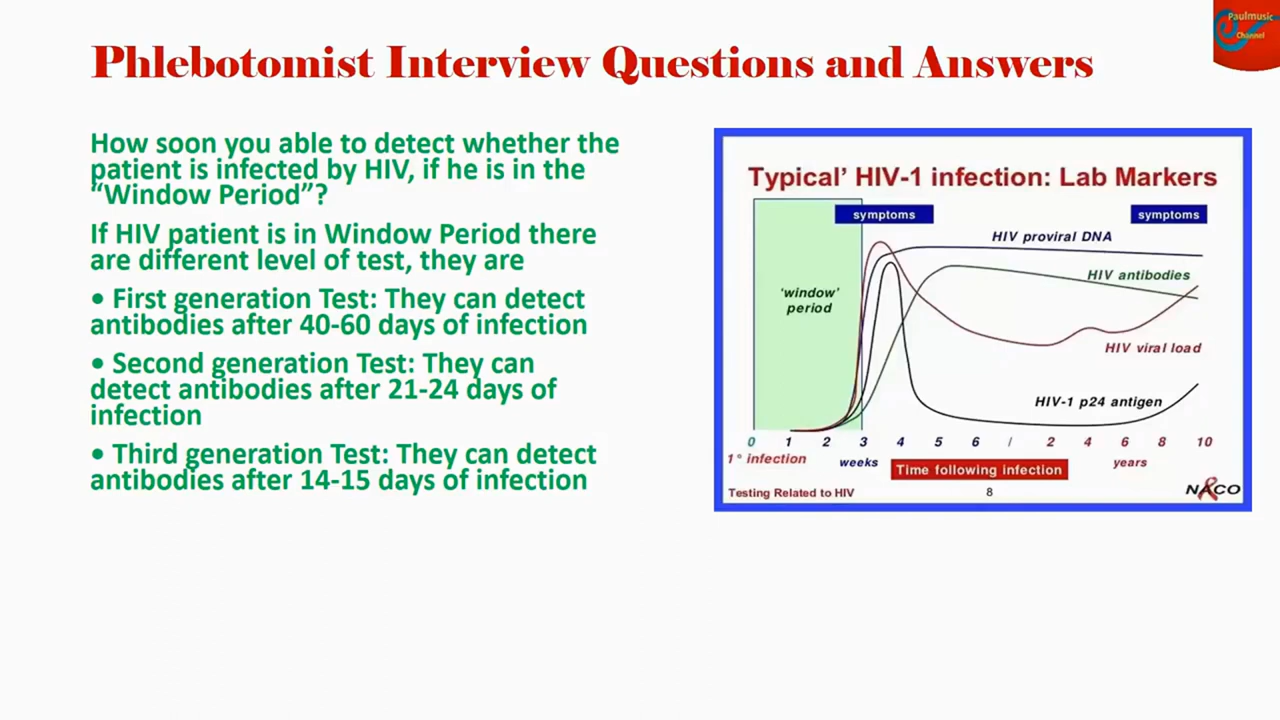 Paulmusic
Channel
Phlebotomist Interview Questions and Answers
How soon you able to detect whether the
patient is infected by HIV, if he is in the
“Window Period”?
If HIV patient is in Window Period there
are different level of test, they are
• First generation Test: They can detect
antibodies after 40-60 days of infection
• Second generation Test: They can
detect antibodies after 21-24 days of
infection
• Third generation Test: They can detect
antibodies after 14-15 days of infection
Typical’ HIV-1 infection: Lab Markers
symptoms
symptoms
HIV proviral DNA
HIV antibodies
‘window’
period
HIV viral load
HIV-1 p24 antigen
0 1 2 3 4 5 6 / 2 4 6 8 10
1° infection
weeks
Time following infection
years
Testing Related to HIV
8
NACO